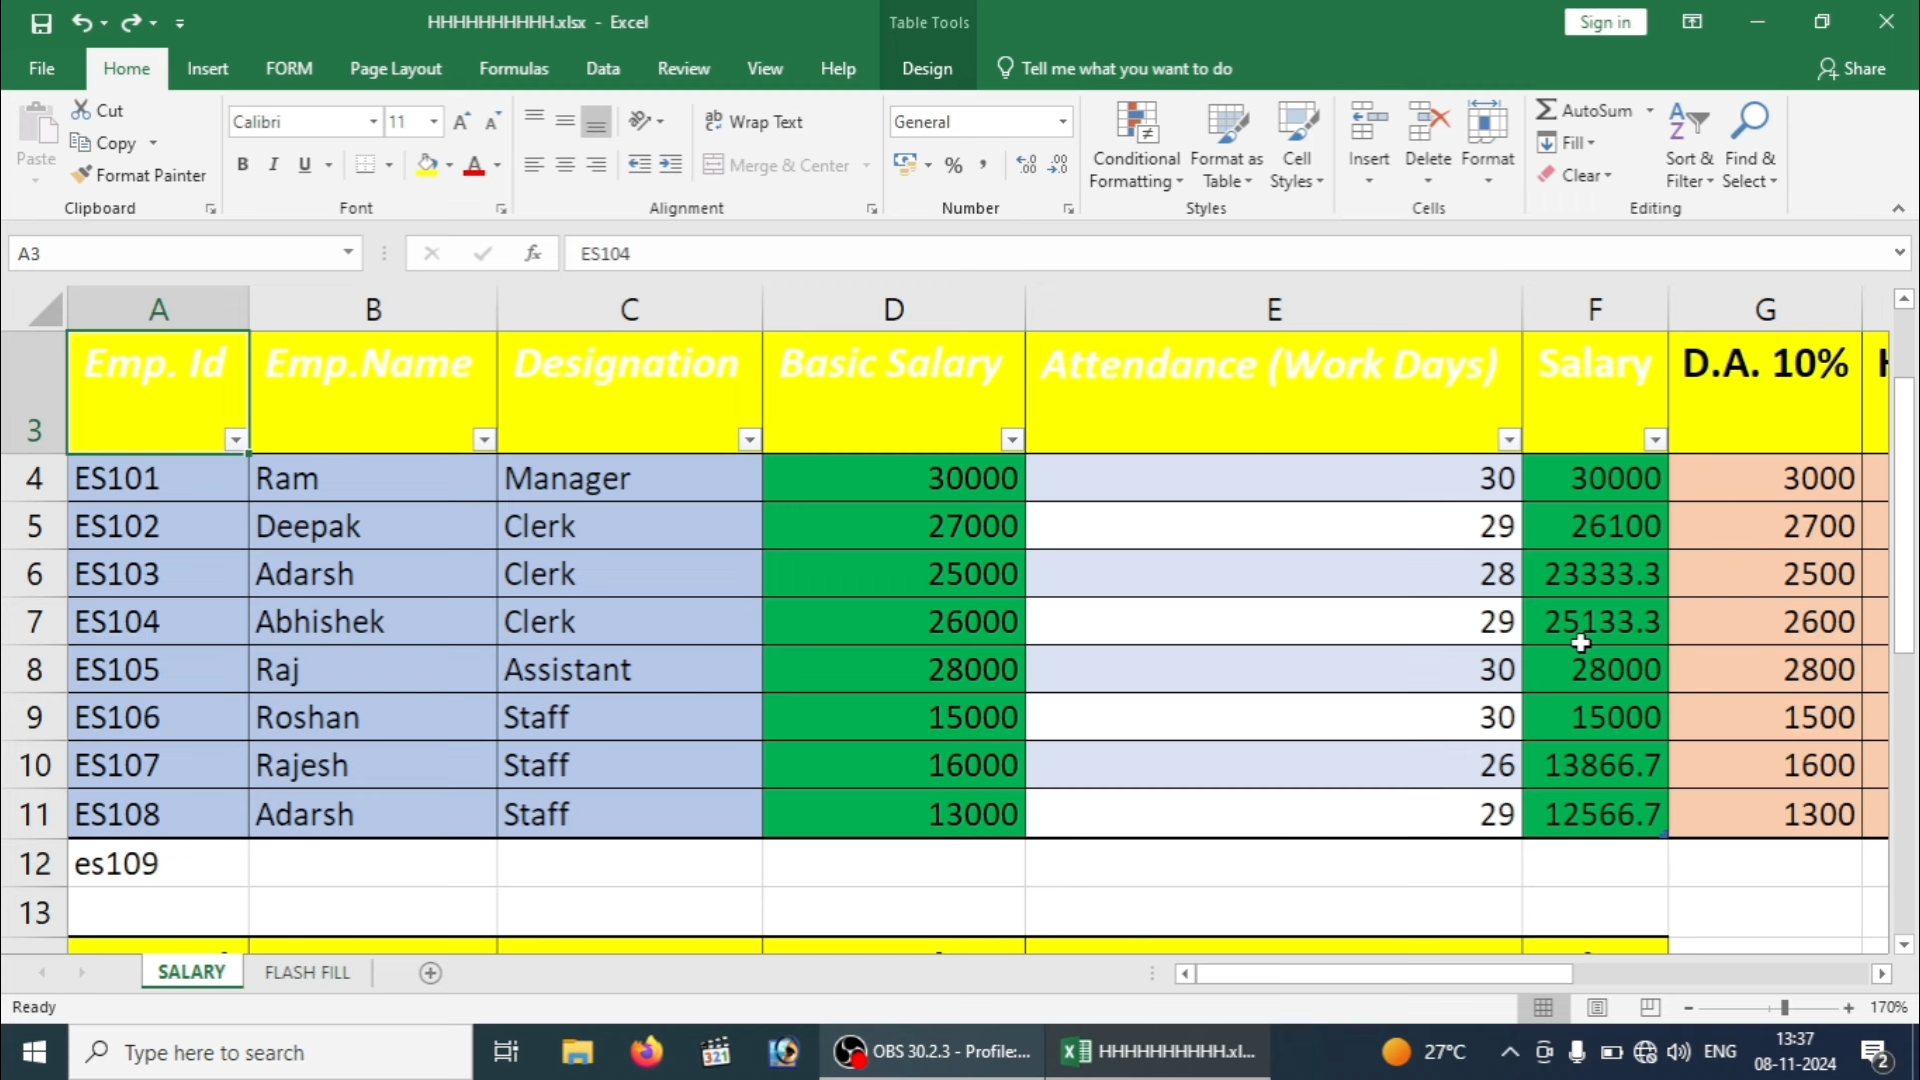 HHHHHHHHHH.xlsx - Excel
Table Tools
Sign in
File Home Insert FORM Page Layout Formulas Data Review View Help Design Tell me what you want to do Share
Paste
Cut
Copy
Format Painter
Clipboard
Calibri 11
B I U
Font
Wrap Text
Merge & Center
Alignment
General
Number
Conditional Formatting
Format as Table
Cell Styles
Styles
Insert Delete Format
Cells
AutoSum
Fill
Clear
Sort & Filter
Find & Select
Editing
A3 fx ES104
A B C D E F G
3 Emp. Id Emp.Name Designation Basic Salary Attendance (Work Days) Salary D.A. 10%
4 ES101 Ram Manager 30000 30 30000 3000
5 ES102 Deepak Clerk 27000 29 26100 2700
6 ES103 Adarsh Clerk 25000 28 23333.3 2500
7 ES104 Abhishek Clerk 26000 29 25133.3 2600
8 ES105 Raj Assistant 28000 30 28000 2800
9 ES106 Roshan Staff 15000 30 15000 1500
10 ES107 Rajesh Staff 16000 26 13866.7 1600
11 ES108 Adarsh Staff 13000 29 12566.7 1300
12 es109
13
SALARY FLASH FILL
Ready 170%
Type here to search
321
OBS 30.2.3 - Profile:...
HHHHHHHHHH.xl...
27°C
ENG
13:37
08-11-2024
2